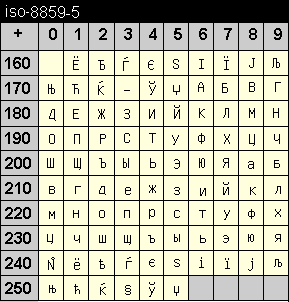 iso-8859-5
+ 0 1 2 3 4 5 6 7 8 9
160 Ё Ђ Ѓ Є Ѕ І Ї Ј Љ
170 Њ Ћ Ќ – Ў Џ А Б В Г
180 Д Е Ж З И Й К Л М Н
190 О П Р С Т У Ф Х Ц Ч
200 Ш Щ Ъ Ы Ь Э Ю Я а б
210 в г д е ж з и й к л
220 м н о п р с т у ф х
230 ц ч ш щ ъ ы ь э ю я
240 № ё ђ ѓ є ѕ і ї ј љ
250 њ ћ ќ § ў џ